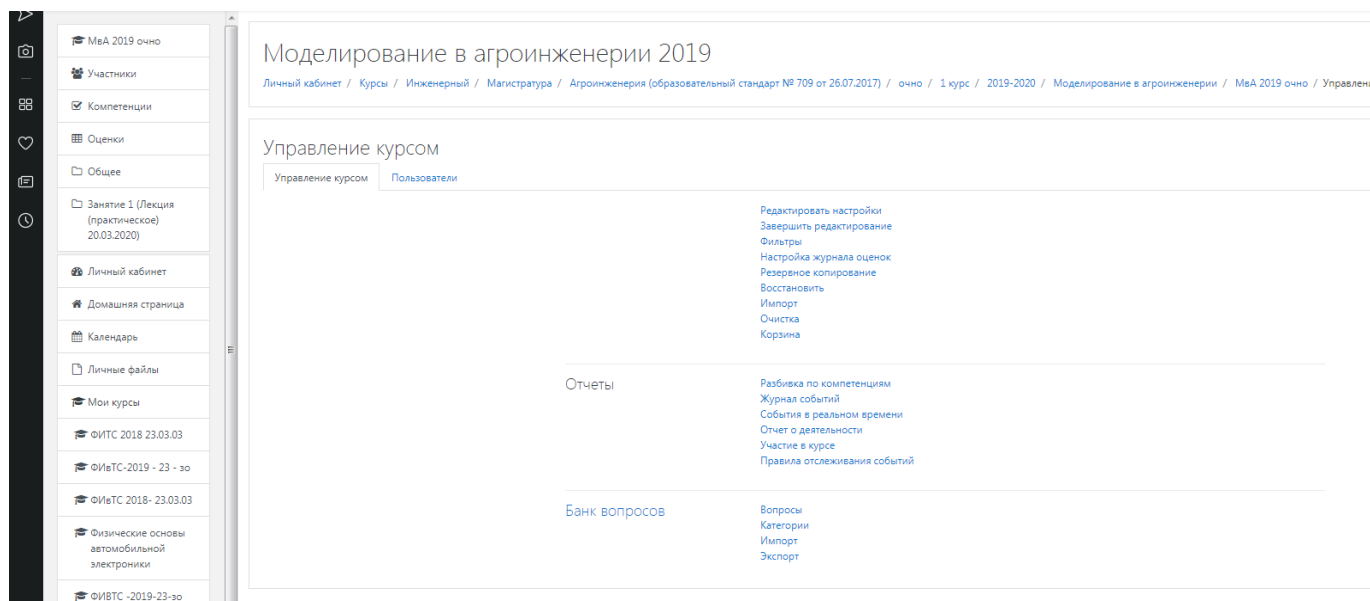 МвА 2019 очно
Участники
Компетенции
Оценки
Общее
Занятие 1 (Лекция
(практическое)
20.03.2020)
Личный кабинет
Домашняя страница
Календарь
Личные файлы
Мои курсы
ФИТС 2018 23.03.03
ФИвТС-2019 - 23 - зо
ФИвТС 2018- 23.03.03
Физические основы
автомобильной
электроники
ФИВТС -2019-23-зо
Моделирование в агроинженерии 2019
Личный кабинет / Курсы / Инженерный / Магистратура / Агроинженерия (образовательный стандарт № 709 от 26.07.2017) / очно / 1 курс / 2019-2020 / Моделирование в агроинженерии / МвА 2019 очно / Управлен
Управление курсом
Управление курсом Пользователи
Редактировать настройки
Завершить редактирование
Фильтры
Настройка журнала оценок
Резервное копирование
Восстановить
Импорт
Очистка
Корзина
Отчеты
Разбивка по компетенциям
Журнал событий
События в реальном времени
Отчет о деятельности
Участие в курсе
Правила отслеживания событий
Банк вопросов
Вопросы
Категории
Импорт
Экспорт